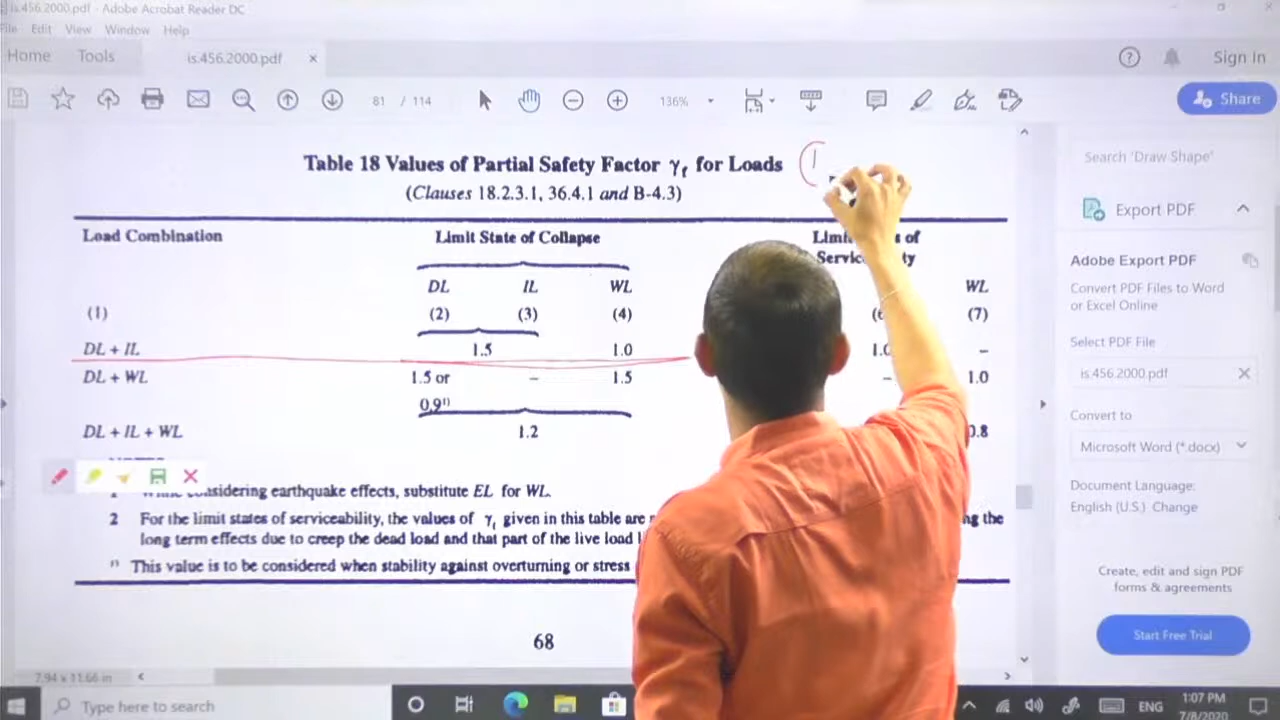 is.456.2000.pdf - Adobe Acrobat Reader DC
File Edit View Window Help
Home Tools is.456.2000.pdf × Sign In
81 / 114 136% Share
Table 18 Values of Partial Safety Factor γf for Loads (1
(Clauses 18.2.3.1, 36.4.1 and B-4.3)
Load Combination Limit State of Collapse of
DL IL WL WL
(1) (2) (3) (4) (7)
DL + IL 1.5 1.0 –
DL + WL 1.5 or – 1.5 – 1.0
0.9¹⁾
DL + IL + WL 1.2 0.8
considering earthquake effects, substitute EL for WL.
2 For the limit states of serviceability, the values of γf given in this table are the
long term effects due to creep the dead load and that part of the live load
¹⁾ This value is to be considered when stability against overturning or stress
68
7.94 x 11.66 in
Search 'Draw Shape'
Export PDF
Adobe Export PDF
Convert PDF Files to Word
or Excel Online
Select PDF File
is.456.2000.pdf
Convert to
Microsoft Word (*.docx)
Document Language:
English (U.S.) Change
Create, edit and sign PDF
forms & agreements
Start Free Trial
Type here to search ENG 1:07 PM
7/8/2020